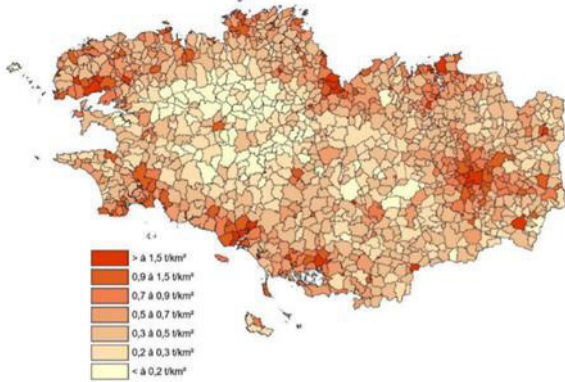 > à 1,5 t/km²
0,9 à 1,5 t/km²
0,7 à 0,9 t/km²
0,5 à 0,7 t/km²
0,3 à 0,5 t/km²
0,2 à 0,3 t/km²
< à 0,2 t/km²